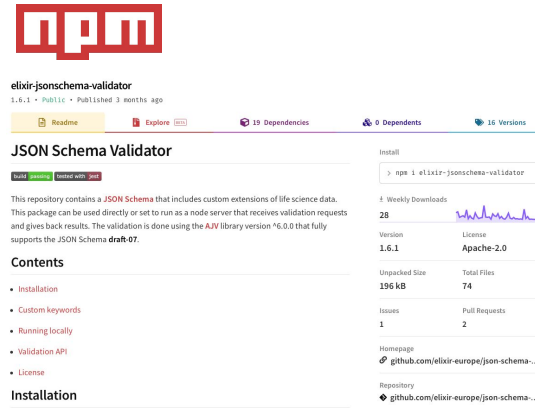 npm
elixir-jsonschema-validator
1.6.1 • Public • Published 3 months ago
Readme
Explore BETA
19 Dependencies
0 Dependents
16 Versions
JSON Schema Validator
build passing tested with jest
This repository contains a JSON Schema that includes custom extensions of life science data.
This package can be used directly or set to run as a node server that receives validation requests
and gives back results. The validation is done using the AJV library version ^6.0.0 that fully
supports the JSON Schema draft-07.
Contents
• Installation
• Custom keywords
• Running locally
• Validation API
• License
Installation
Install
> npm i elixir-jsonschema-validator
Weekly Downloads
28
Version
License
1.6.1
Apache-2.0
Unpacked Size
Total Files
196 kB
74
Issues
Pull Requests
1
2
Homepage
github.com/elixir-europe/json-schema-...
Repository
github.com/elixir-europe/json-schema-...